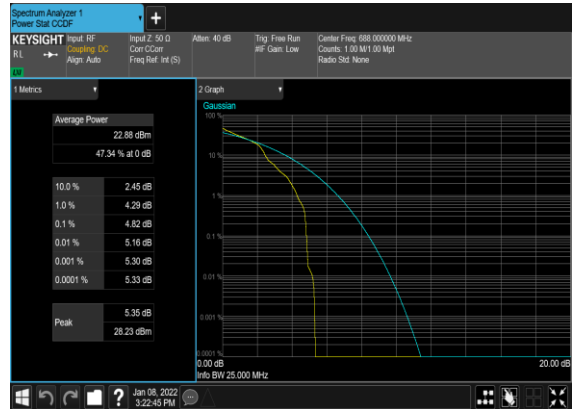 Spectrum Analyzer 1
Power Stat CCDF
+
KEYSIGHT
RL
Input: RF
Coupling: DC
Align: Auto
Input Z: 50 Ω
Corr CCorr
Freq Ref: Int (S)
Atten: 40 dB
Trig: Free Run
#IF Gain: Low
Center Freq: 688.000000 MHz
Counts: 1.00 M/1.00 Mpt
Radio Std: None
1 Metrics
Average Power
22.88 dBm
47.34 % at 0 dB
10.0 % 2.45 dB
1.0 % 4.29 dB
0.1 % 4.82 dB
0.01 % 5.16 dB
0.001 % 5.30 dB
0.0001 % 5.33 dB
Peak
5.35 dB
28.23 dBm
2 Graph
Gaussian
100 %
10 %
1 %
0.1 %
0.01 %
0.001 %
0.0001 %
0.00 dB
20.00 dB
Info BW 25.000 MHz
?
Jan 08, 2022
3:22:45 PM